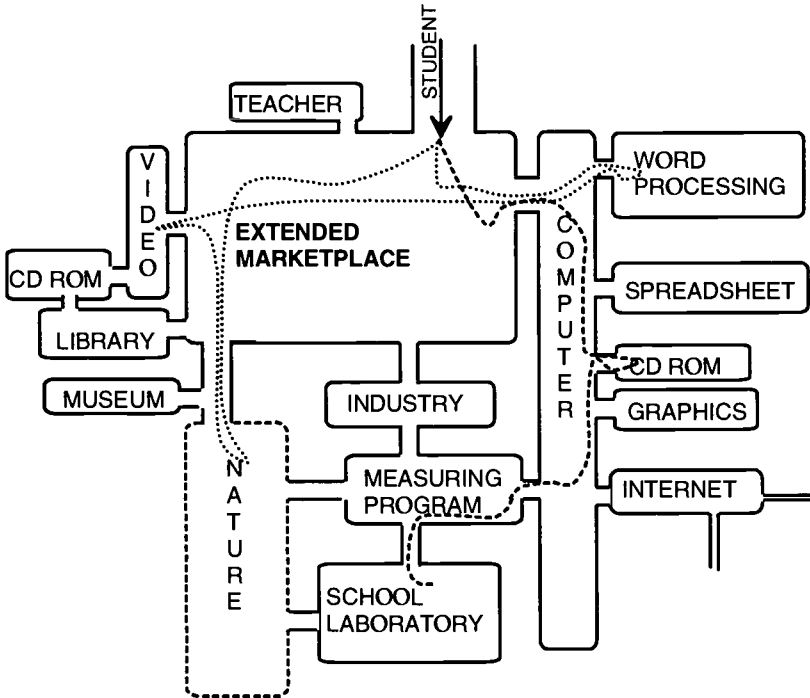 STUDENT
TEACHER
VIDEO
WORD
PROCESSING
EXTENDED
MARKETPLACE
COMPUTER
CD ROM
SPREADSHEET
LIBRARY
CD ROM
MUSEUM
INDUSTRY
GRAPHICS
NATURE
MEASURING
PROGRAM
INTERNET
SCHOOL
LABORATORY